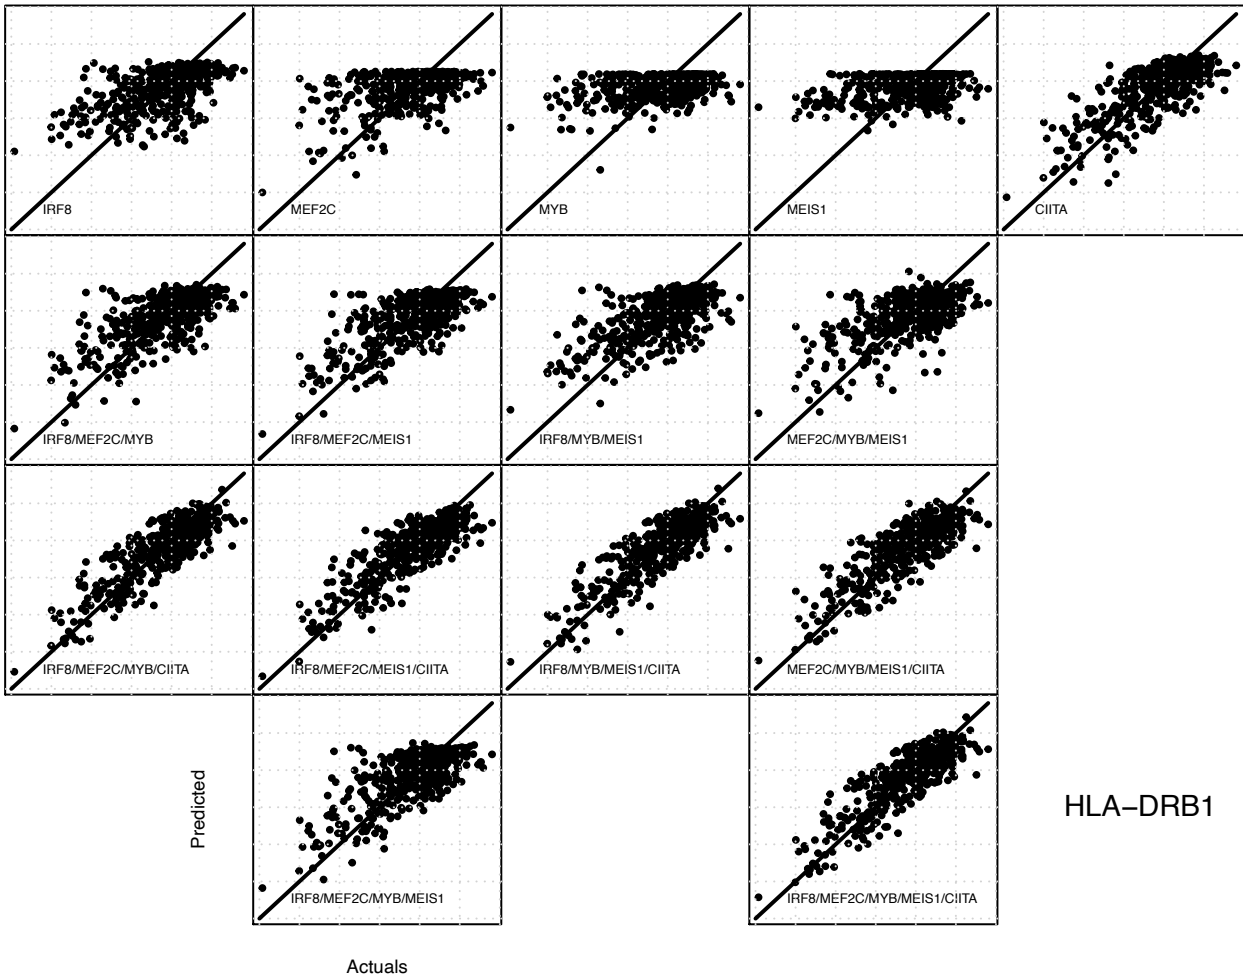 IRF8
MEF2C
MYB
MEIS1
CIITA
IRF8/MEF2C/MYB
IRF8/MEF2C/MEIS1
IRF8/MYB/MEIS1
MEF2C/MYB/MEIS1
IRF8/MEF2C/MYB/CIITA
IRF8/MEF2C/MEIS1/CIITA
IRF8/MYB/MEIS1/CIITA
MEF2C/MYB/MEIS1/CIITA
Predicted
IRF8/MEF2C/MYB/MEIS1
IRF8/MEF2C/MYB/MEIS1/CIITA
HLA−DRB1
Actuals